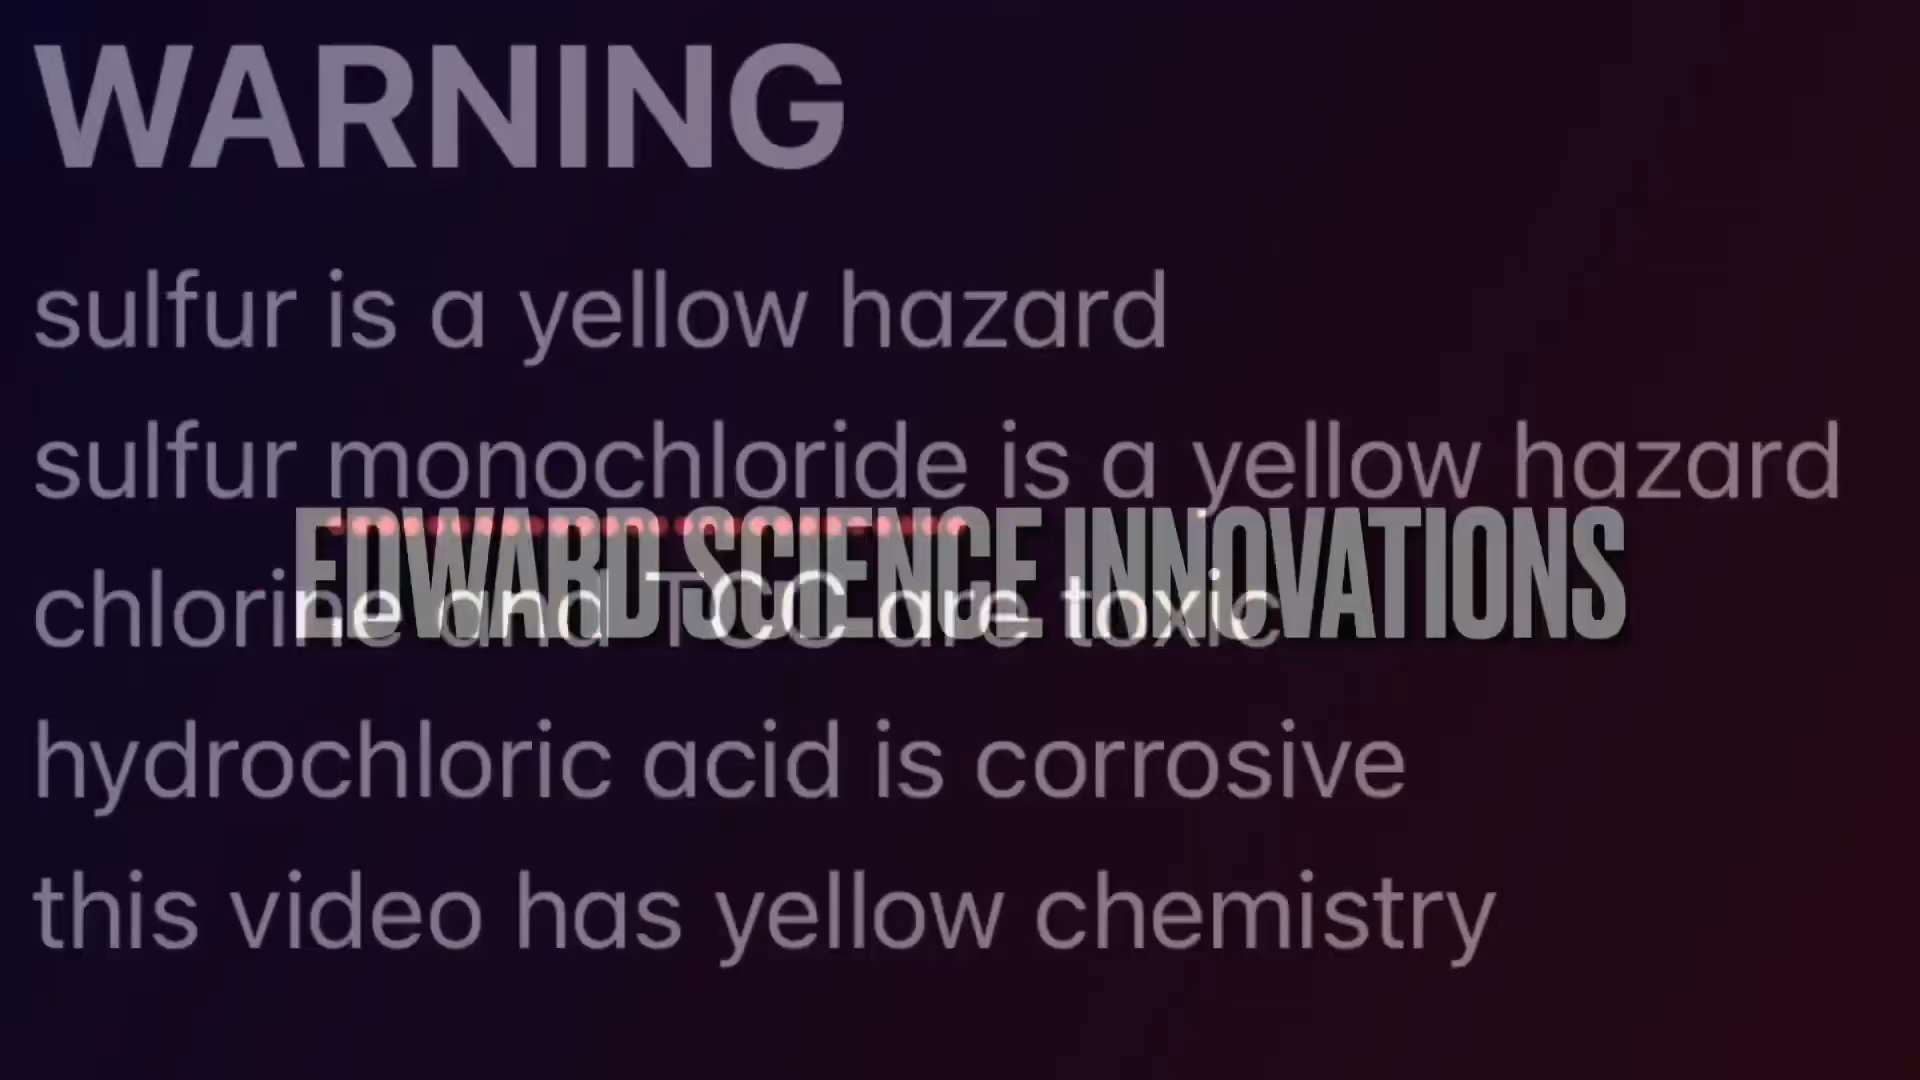 WARNING
sulfur is a yellow hazard
sulfur monochloride is a yellow hazard
EDWARD SCIENCE INNOVATIONS
chlorine and TCC are toxic
hydrochloric acid is corrosive
this video has yellow chemistry